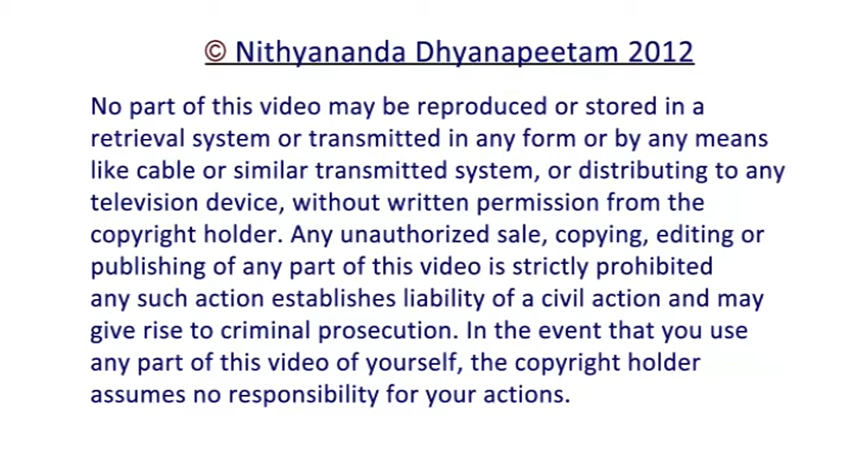 © Nithyananda Dhyanapeetam 2012
No part of this video may be reproduced or stored in a
retrieval system or transmitted in any form or by any means
like cable or similar transmitted system, or distributing to any
television device, without written permission from the
copyright holder. Any unauthorized sale, copying, editing or
publishing of any part of this video is strictly prohibited
any such action establishes liability of a civil action and may
give rise to criminal prosecution. In the event that you use
any part of this video of yourself, the copyright holder
assumes no responsibility for your actions.